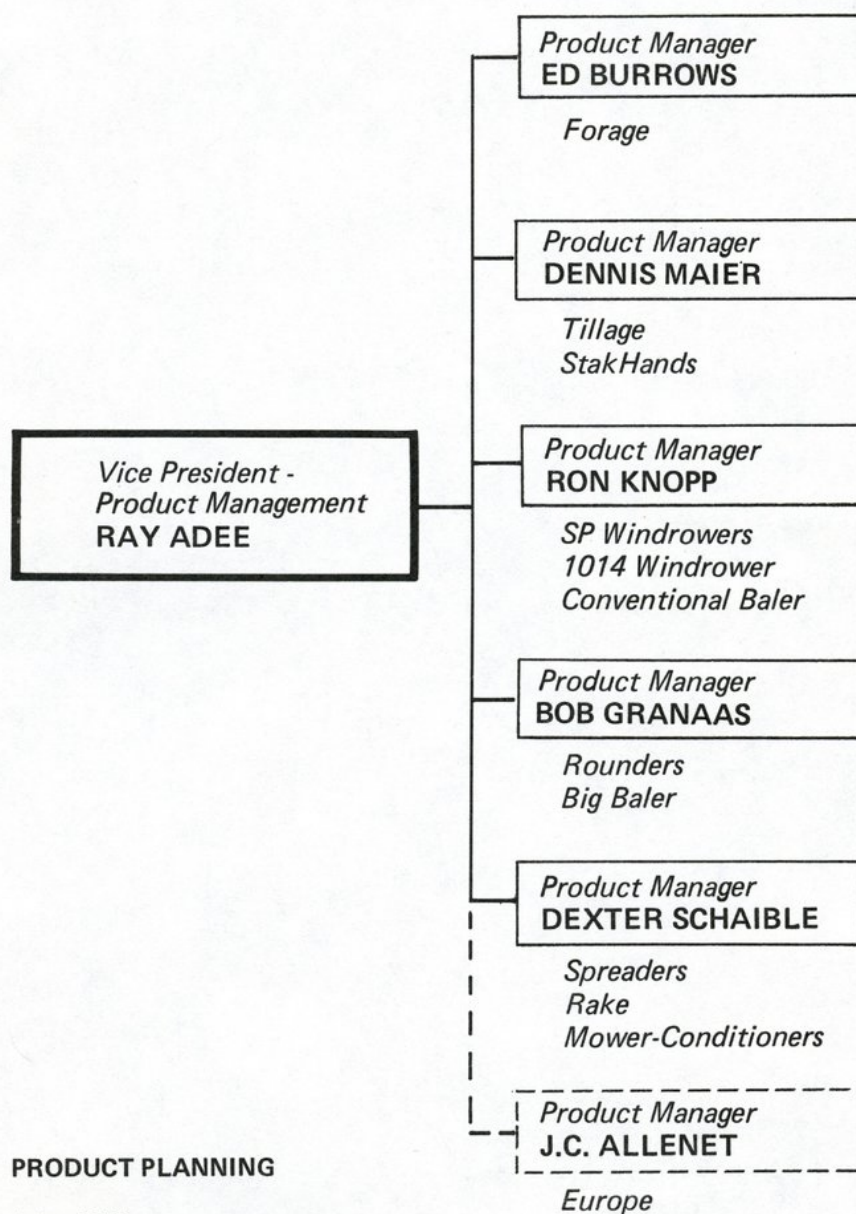 Product Manager
ED BURROWS
Forage
Product Manager
DENNIS MAIER
Tillage
StakHands
Vice President -
Product Management
RAY ADEE
Product Manager
RON KNOPP
SP Windrowers
1014 Windrower
Conventional Baler
Product Manager
BOB GRANAAS
Rounders
Big Baler
Product Manager
DEXTER SCHAIBLE
Spreaders
Rake
Mower-Conditioners
Product Manager
J.C. ALLENET
Europe
PRODUCT PLANNING